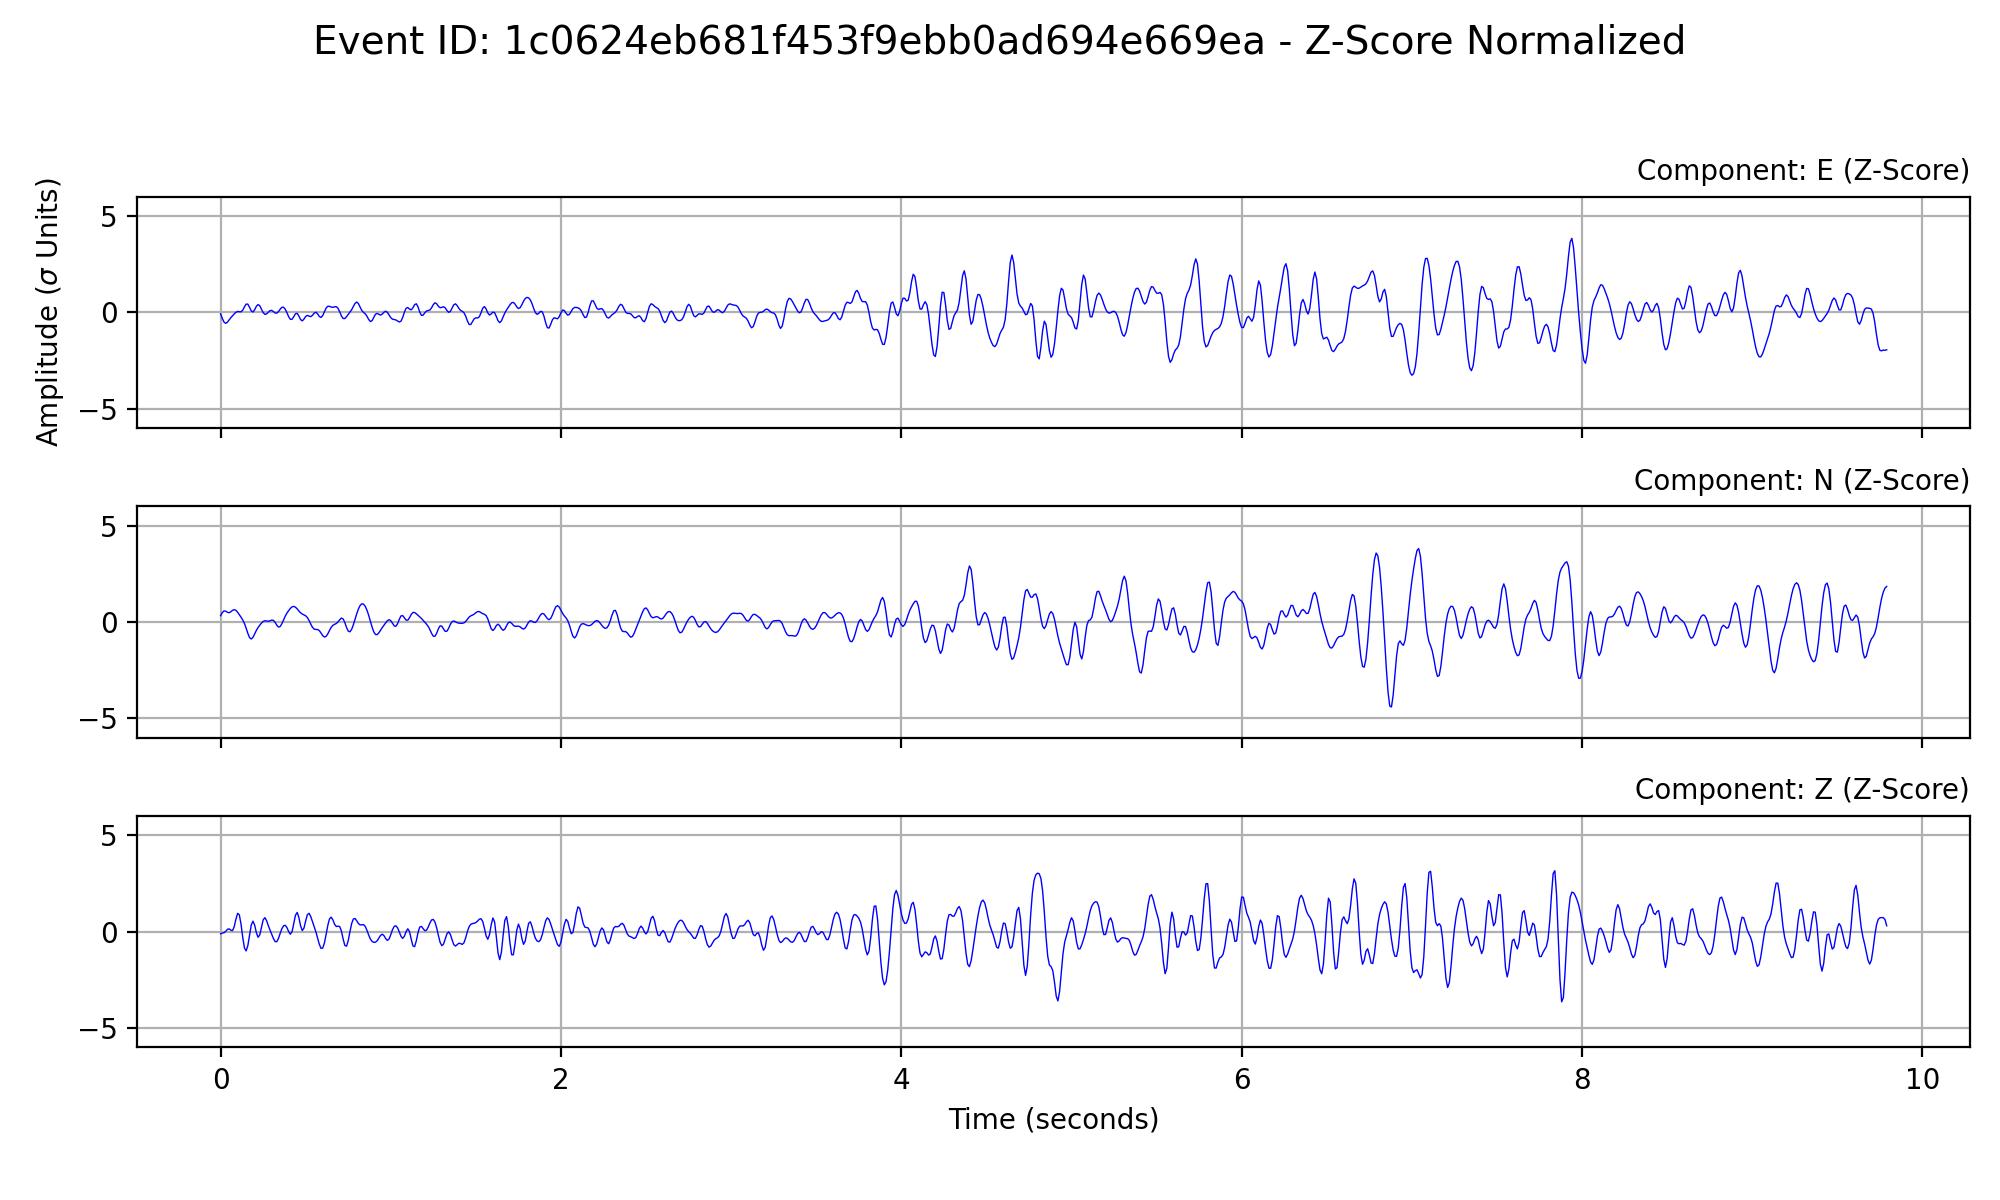 Event ID: 1c0624eb681f453f9ebb0ad694e669ea - Z-Score Normalized
Component: E (Z-Score)
Amplitude (σ Units)
5
0
−5
Component: N (Z-Score)
5
0
−5
Component: Z (Z-Score)
5
0
−5
0 2 4 6 8 10
Time (seconds)